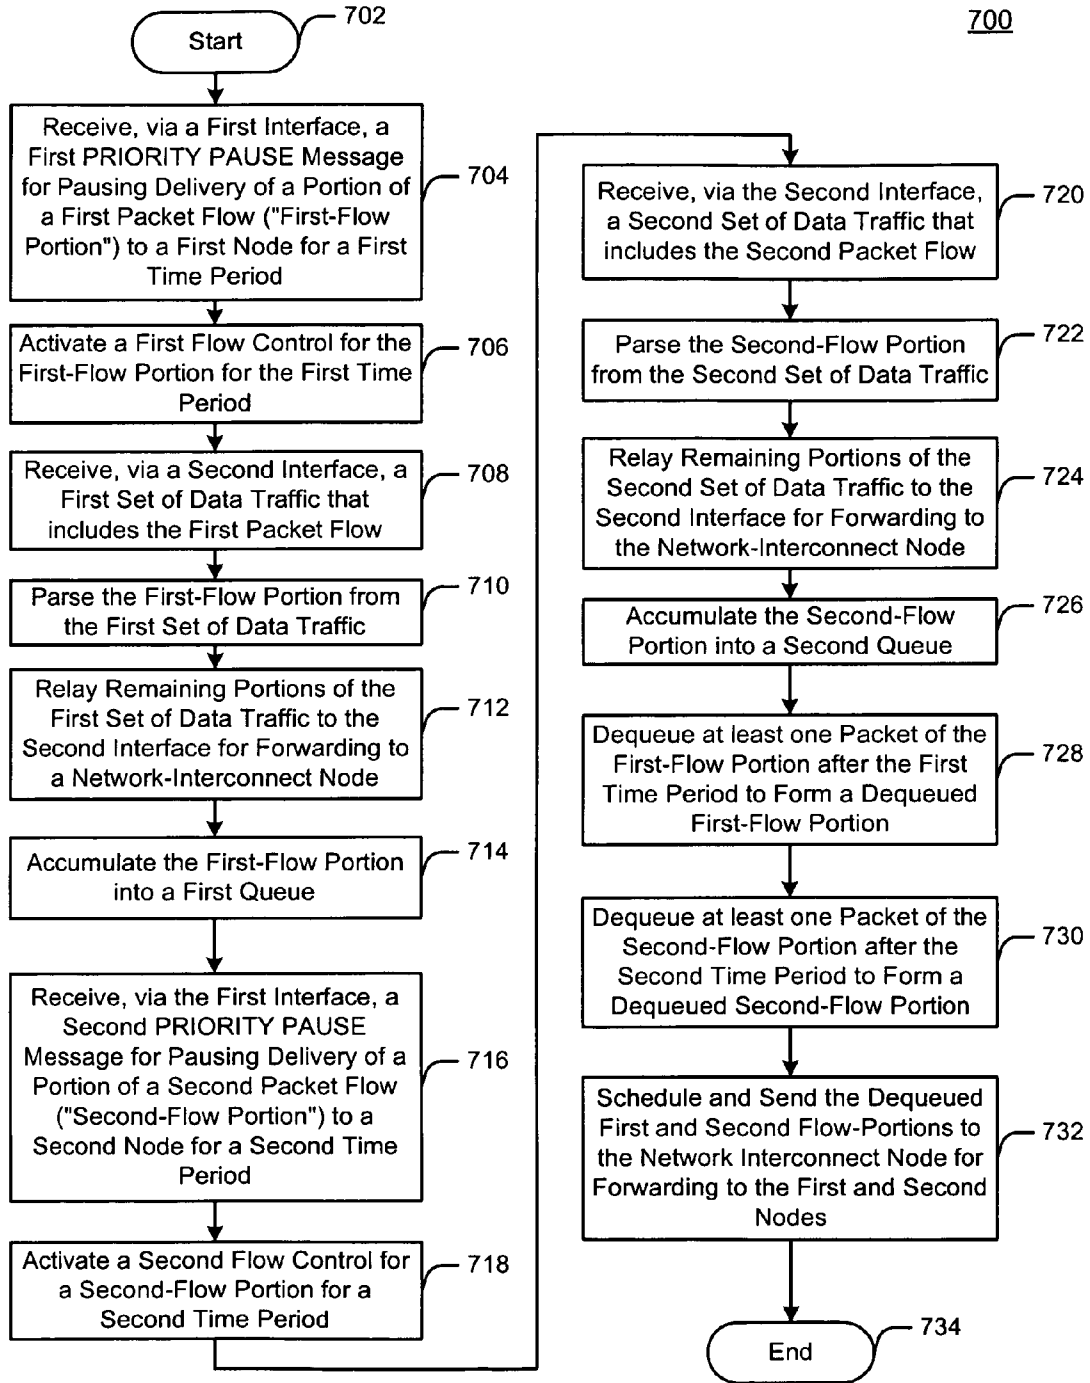 700
702
Start
Receive, via a First Interface, a
First PRIORITY PAUSE Message
for Pausing Delivery of a Portion of
a First Packet Flow ("First-Flow
Portion") to a First Node for a First
Time Period
704
Activate a First Flow Control for the
First-Flow Portion for the First Time
Period
706
Receive, via a Second Interface, a
First Set of Data Traffic that
includes the First Packet Flow
708
Parse the First-Flow Portion from
the First Set of Data Traffic
710
Relay Remaining Portions of the
First Set of Data Traffic to the
Second Interface for Forwarding to
a Network-Interconnect Node
712
Accumulate the First-Flow Portion
into a First Queue
714
Receive, via the First Interface, a
Second PRIORITY PAUSE
Message for Pausing Delivery of a
Portion of a Second Packet Flow
("Second-Flow Portion") to a
Second Node for a Second Time
Period
716
Activate a Second Flow Control for
a Second-Flow Portion for a
Second Time Period
718
Receive, via the Second Interface,
a Second Set of Data Traffic that
includes the Second Packet Flow
720
Parse the Second-Flow Portion
from the Second Set of Data Traffic
722
Relay Remaining Portions of the
Second Set of Data Traffic to the
Second Interface for Forwarding to
the Network-Interconnect Node
724
Accumulate the Second-Flow
Portion into a Second Queue
726
Dequeue at least one Packet of the
First-Flow Portion after the First
Time Period to Form a Dequeued
First-Flow Portion
728
Dequeue at least one Packet of the
Second-Flow Portion after the
Second Time Period to Form a
Dequeued Second-Flow Portion
730
Schedule and Send the Dequeued
First and Second Flow-Portions to
the Network Interconnect Node for
Forwarding to the First and Second
Nodes
732
End
734